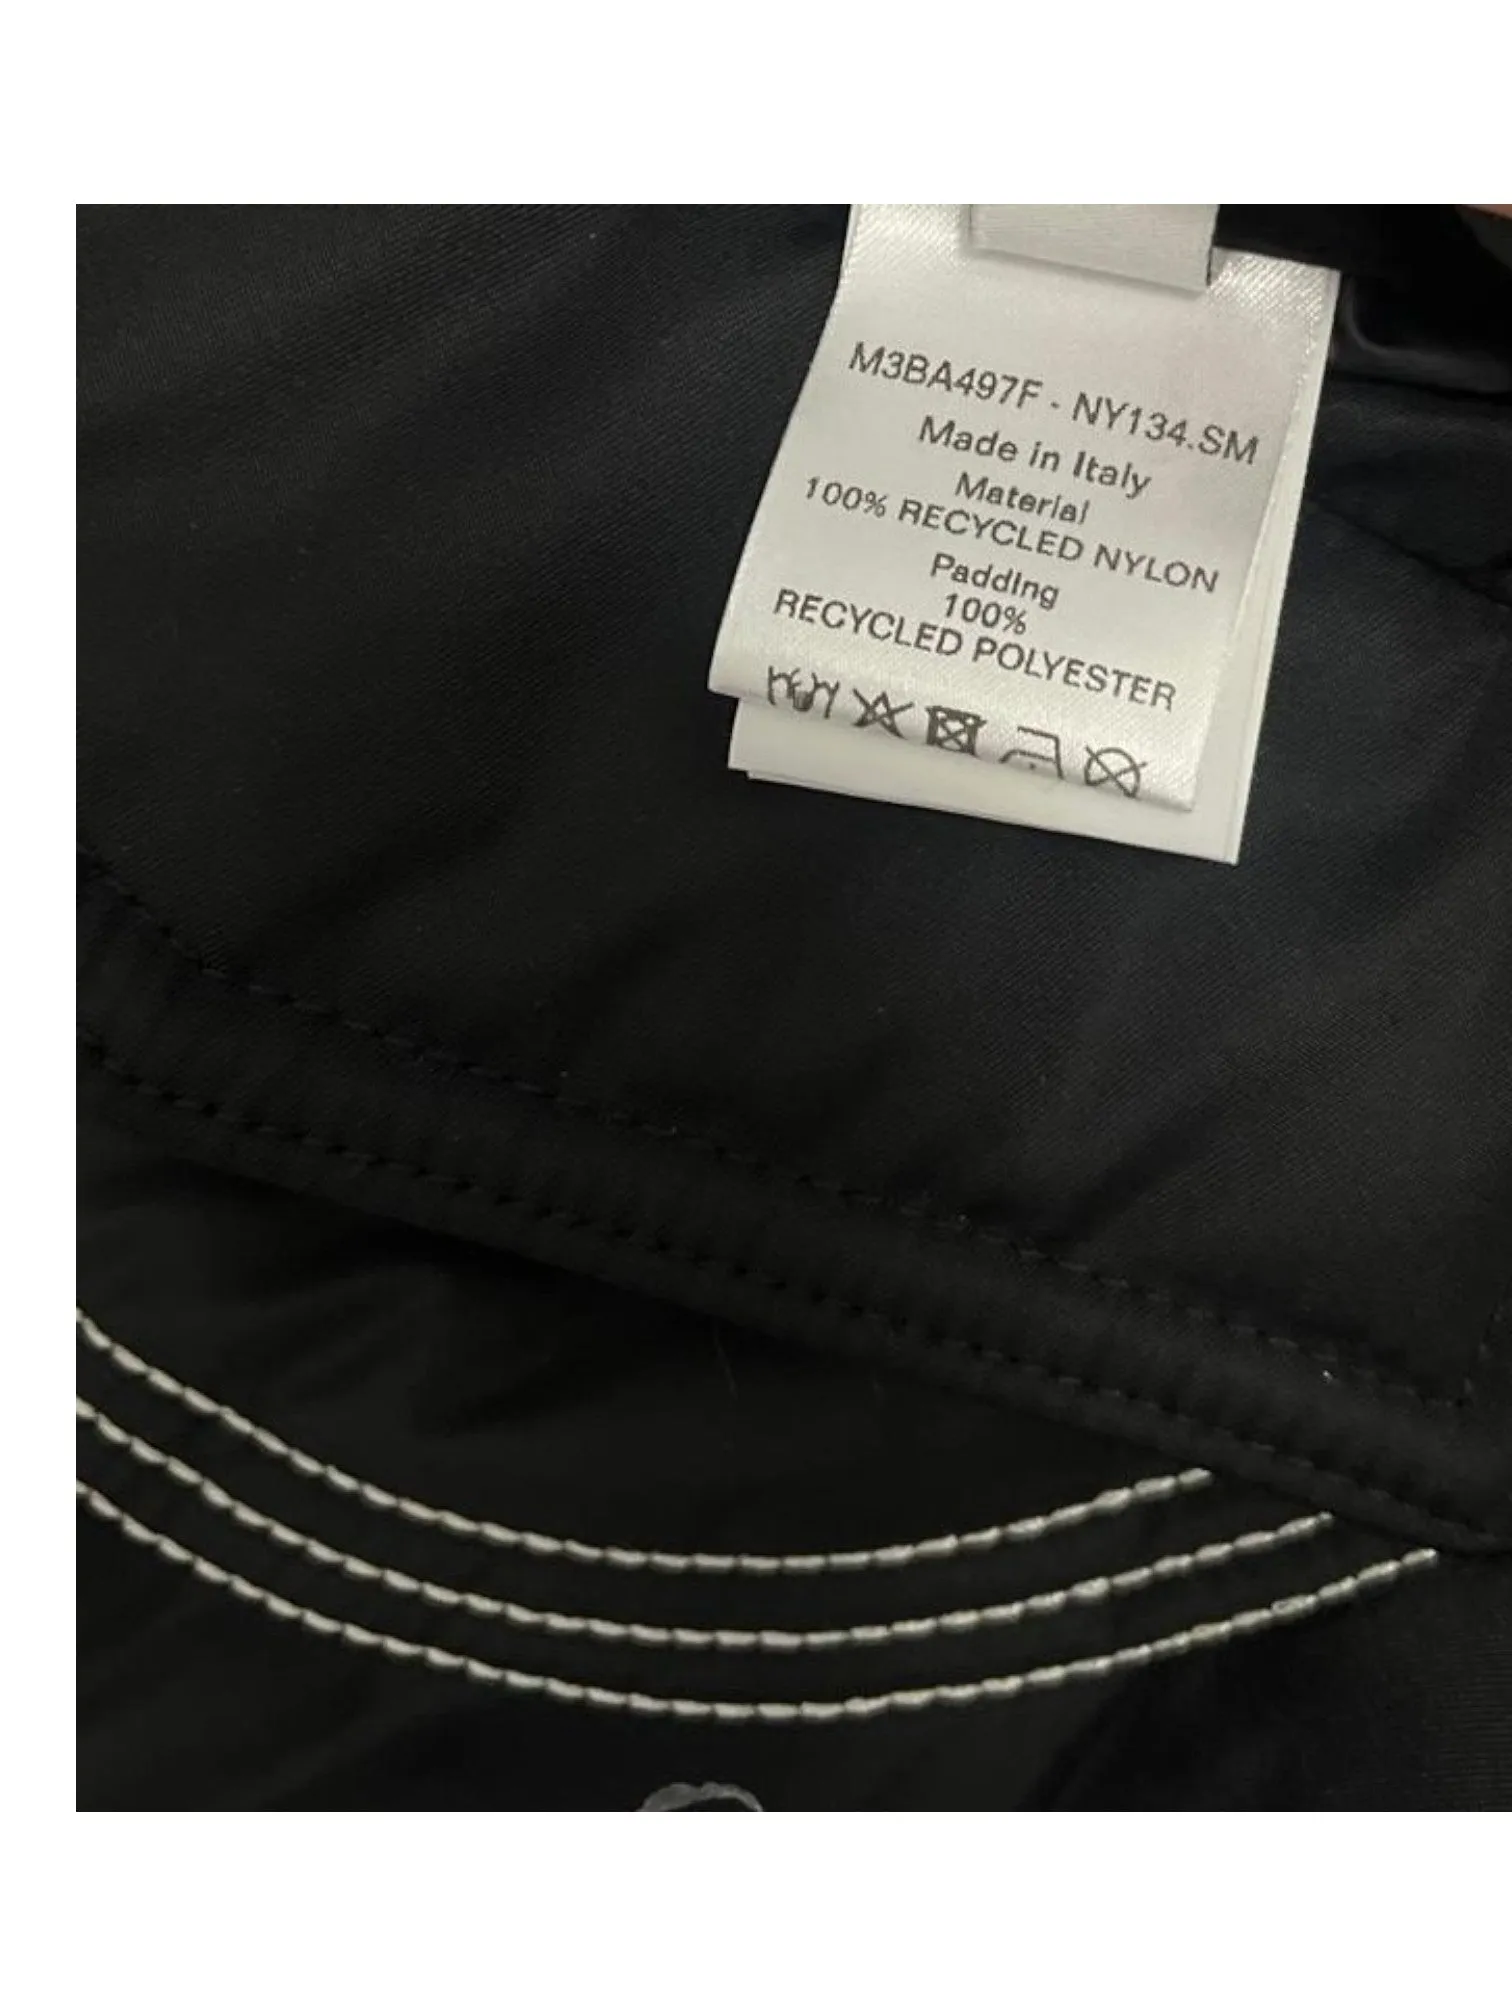 M3BA497F - NY134.SM
Made in Italy
Material
100% RECYCLED NYLON
Padding
100%
RECYCLED POLYESTER